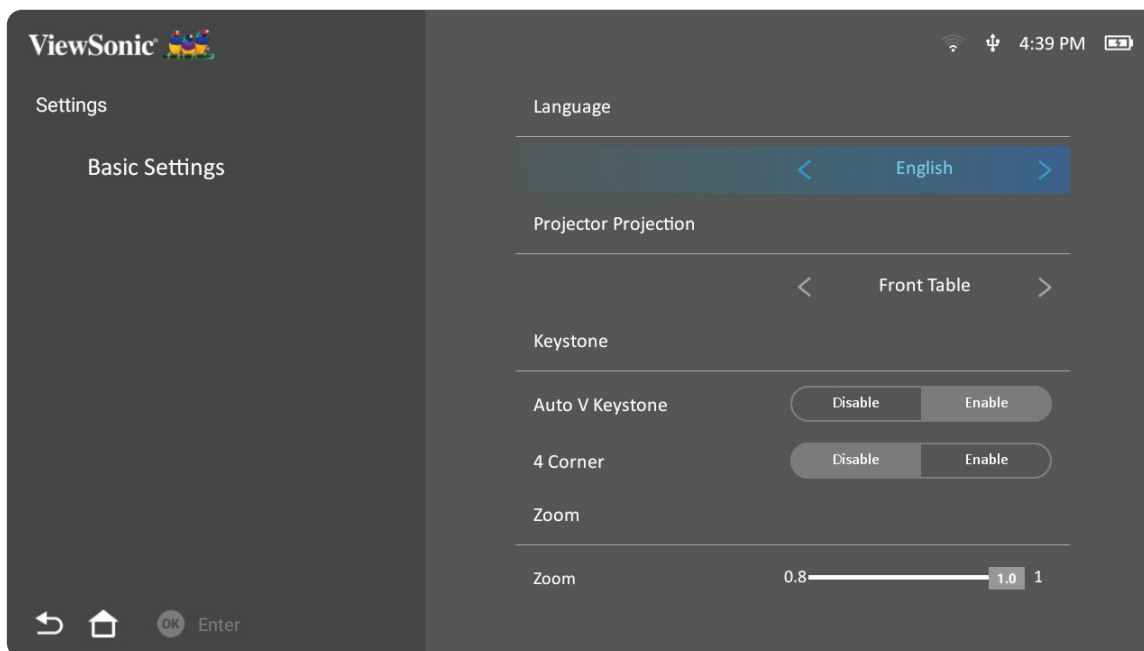 ViewSonic
4:39 PM
Settings
Basic Settings
Language
English
Projector Projection
Front Table
Keystone
Auto V Keystone Disable Enable
4 Corner Disable Enable
Zoom
Zoom 0.8 1.0 1
OK Enter